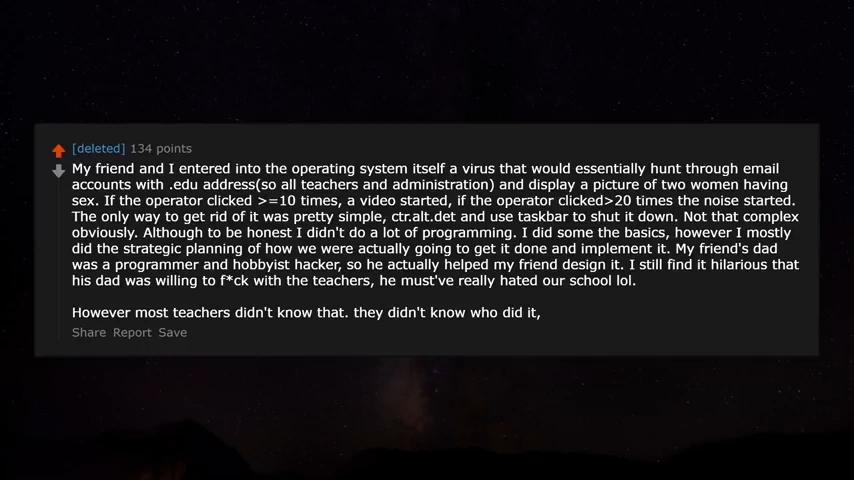 [deleted] 134 points
My friend and I entered into the operating system itself a virus that would essentially hunt through email
accounts with .edu address(so all teachers and administration) and display a picture of two women having
sex. If the operator clicked >=10 times, a video started, if the operator clicked>20 times the noise started.
The only way to get rid of it was pretty simple, ctr.alt.det and use taskbar to shut it down. Not that complex
obviously. Although to be honest I didn't do a lot of programming. I did some the basics, however I mostly
did the strategic planning of how we were actually going to get it done and implement it. My friend's dad
was a programmer and hobbyist hacker, so he actually helped my friend design it. I still find it hilarious that
his dad was willing to f*ck with the teachers, he must've really hated our school lol.
However most teachers didn't know that. they didn't know who did it,
Share Report Save